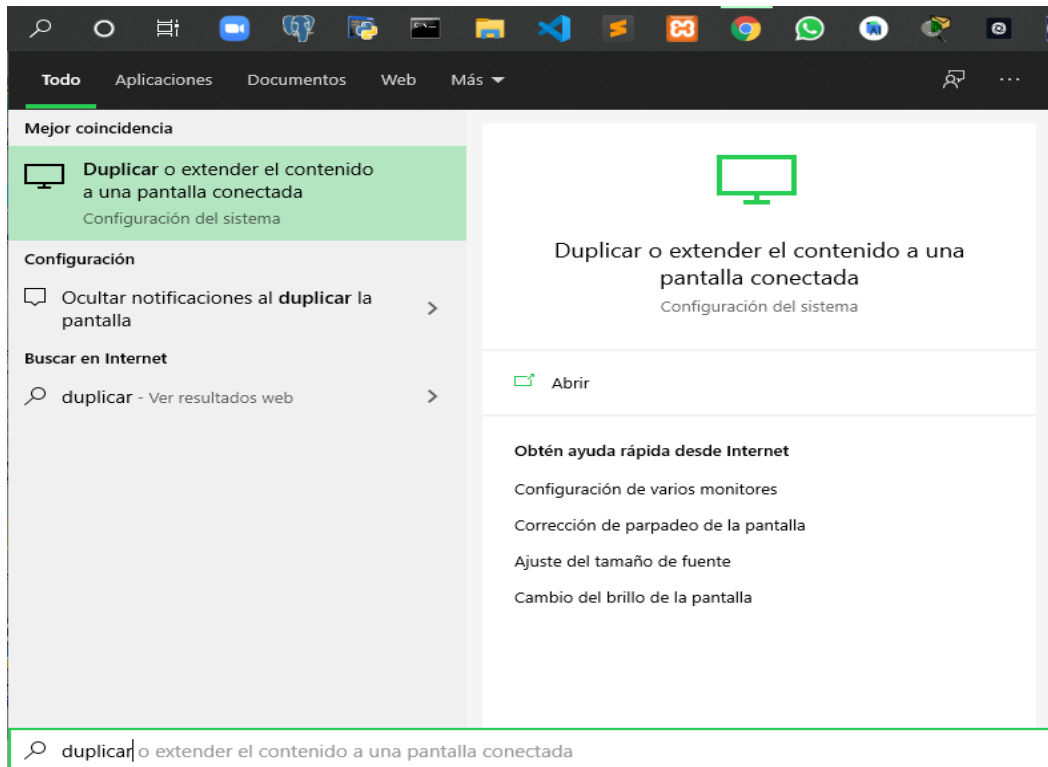 Todo Aplicaciones Documentos Web Más
Mejor coincidencia
Duplicar o extender el contenido
a una pantalla conectada
Configuración del sistema
Configuración
Ocultar notificaciones al duplicar la
pantalla
Buscar en Internet
duplicar - Ver resultados web
Duplicar o extender el contenido a una
pantalla conectada
Configuración del sistema
Abrir
Obtén ayuda rápida desde Internet
Configuración de varios monitores
Corrección de parpadeo de la pantalla
Ajuste del tamaño de fuente
Cambio del brillo de la pantalla
duplicar o extender el contenido a una pantalla conectada